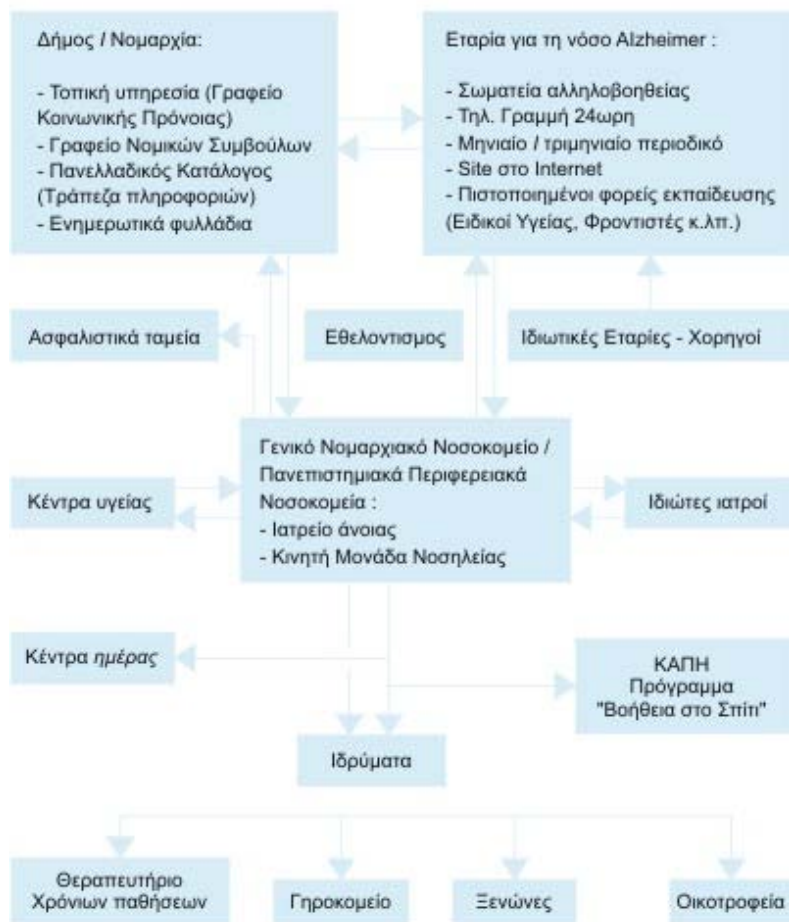 Δήμος / Νομαρχία:
- Τοπική υπηρεσία (Γραφείο
Κοινωνικής Πρόνοιας)
- Γραφείο Νομικών Συμβούλων
- Πανελλαδικός Κατάλογος
(Τράπεζα πληροφοριών)
- Ενημερωτικά φυλλάδια
Εταρία για τη νόσο Alzheimer :
- Σωματεία αλληλοβοηθείας
- Τηλ. Γραμμή 24ωρη
- Μηνιαίο / τριμηνιαίο περιοδικό
- Site στο Internet
- Πιστοποιημένοι φορείς εκπαίδευσης
(Ειδικοί Υγείας, Φροντιστές κ.λπ.)
Ασφαλιστικά ταμεία
Εθελοντισμος
Ιδιωτικές Εταρίες - Χορηγοί
Γενικό Νομαρχιακό Νοσοκομείο /
Πανεπιστημιακά Περιφερειακά
Νοσοκομεία :
- Ιατρείο άνοιας
- Κινητή Μονάδα Νοσηλείας
Κέντρα υγείας
Ιδιώτες ιατροί
Κέντρα ημέρας
ΚΑΠΗ
Πρόγραμμα
"Βοήθεια στο Σπίτι"
Ιδρύματα
Θεραπευτήριο
Χρόνιων παθήσεων
Γηροκομείο
Ξενώνες
Οικοτροφεία